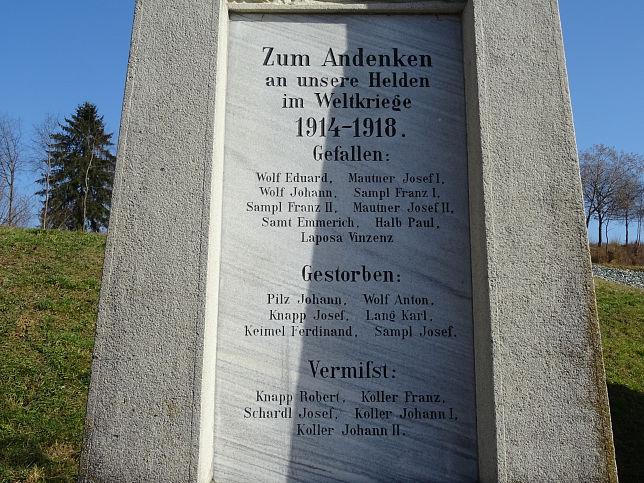 Zum Andenken
an unsere Helden
im Weltkriege
1914-1918.
Gefallen:
Wolf Eduard, Mautner Josef I,
Wolf Johann, Sampl Franz I,
Sampl Franz II, Mautner Josef II,
Samt Emmerich, Halb Paul,
Laposa Vinzenz
Gestorben:
Pilz Johann, Wolf Anton,
Knapp Josef, Lang Karl,
Keimel Ferdinand, Sampl Josef.
Vermiſst:
Knapp Robert, Koller Franz,
Schardl Josef, Koller Johann I,
Koller Johann II.